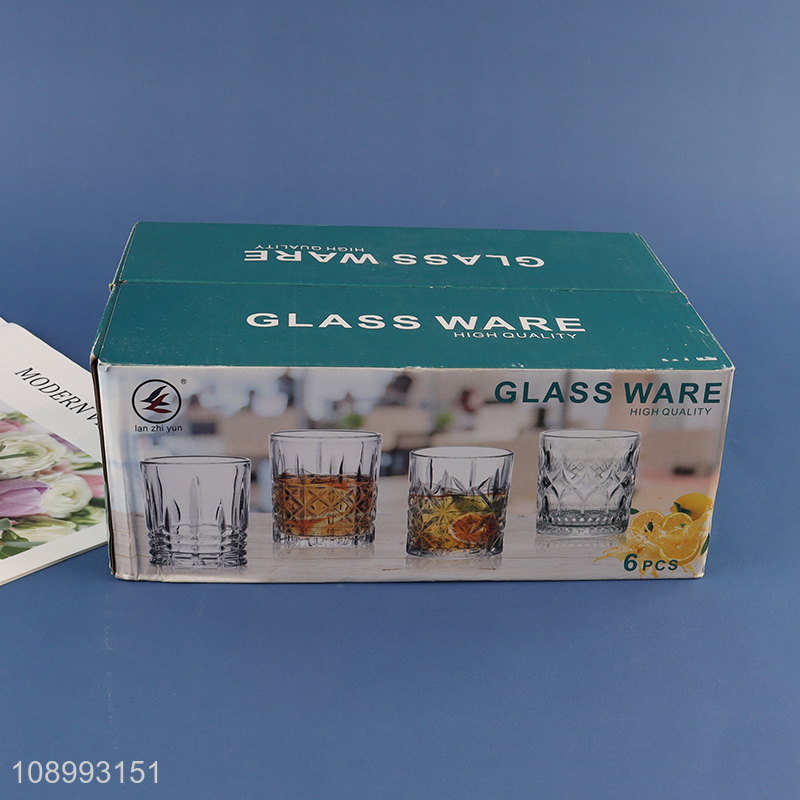 GLASS WARE
HIGH QUALITY
GLASS WARE
HIGH QUALITY
GLASS WARE
HIGH QUALITY
®
lan zhi yun
MODERN
6 PCS
108993151